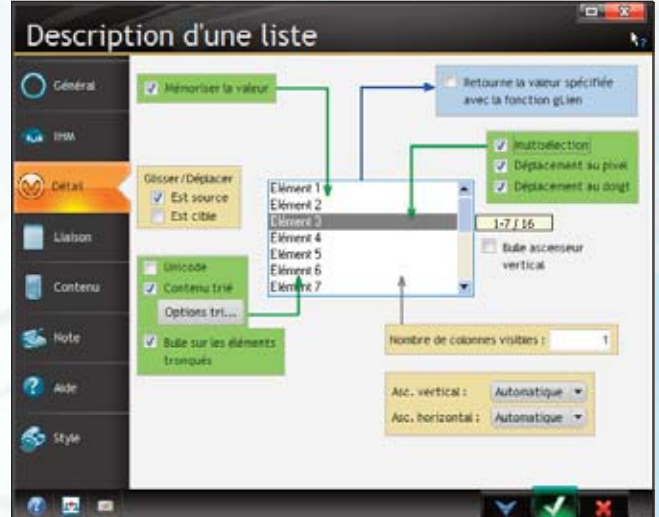 Description d'une liste
Général
IHM
Détail
Liaison
Contenu
Note
Aide
Style
Mémoriser la valeur
Retourne la valeur spécifiée
avec la fonction gLien
Multisélection
Déplacement au pixel
Déplacement au doigt
Glisser/Déplacer
Est source
Est cible
Elément 1
Elément 2
Elément 3
Elément 4
Elément 5
Elément 6
Elément 7
1-7 / 16
Bulle ascenseur
vertical
Unicode
Contenu trié
Options tri...
Bulle sur les éléments
tronqués
Nombre de colonnes visibles : 1
Asc. vertical : Automatique
Asc. horizontal : Automatique